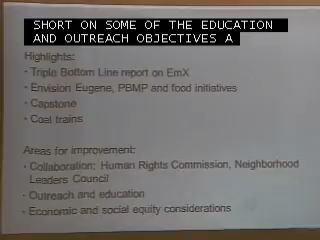 SHORT ON SOME OF THE EDUCATION
AND OUTREACH OBJECTIVES A
Highlights:
· Triple Bottom Line report on EmX
· Envision Eugene, PBMP and food initiatives
· Capstone
· Coal trains
Areas for improvement:
· Collaboration: Human Rights Commission, Neighborhood
Leaders Council
· Outreach and education
· Economic and social equity considerations